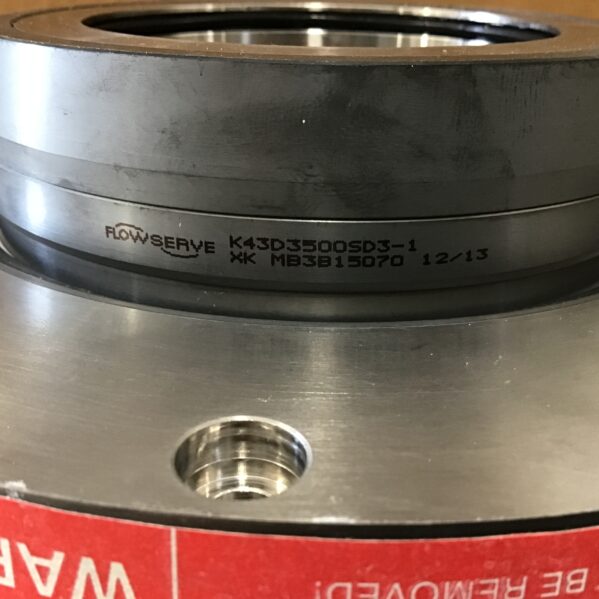 FLOWSERVE K43D3500SD3-1
XK MB3B15070 12/13
WAR
BE REMOVED!